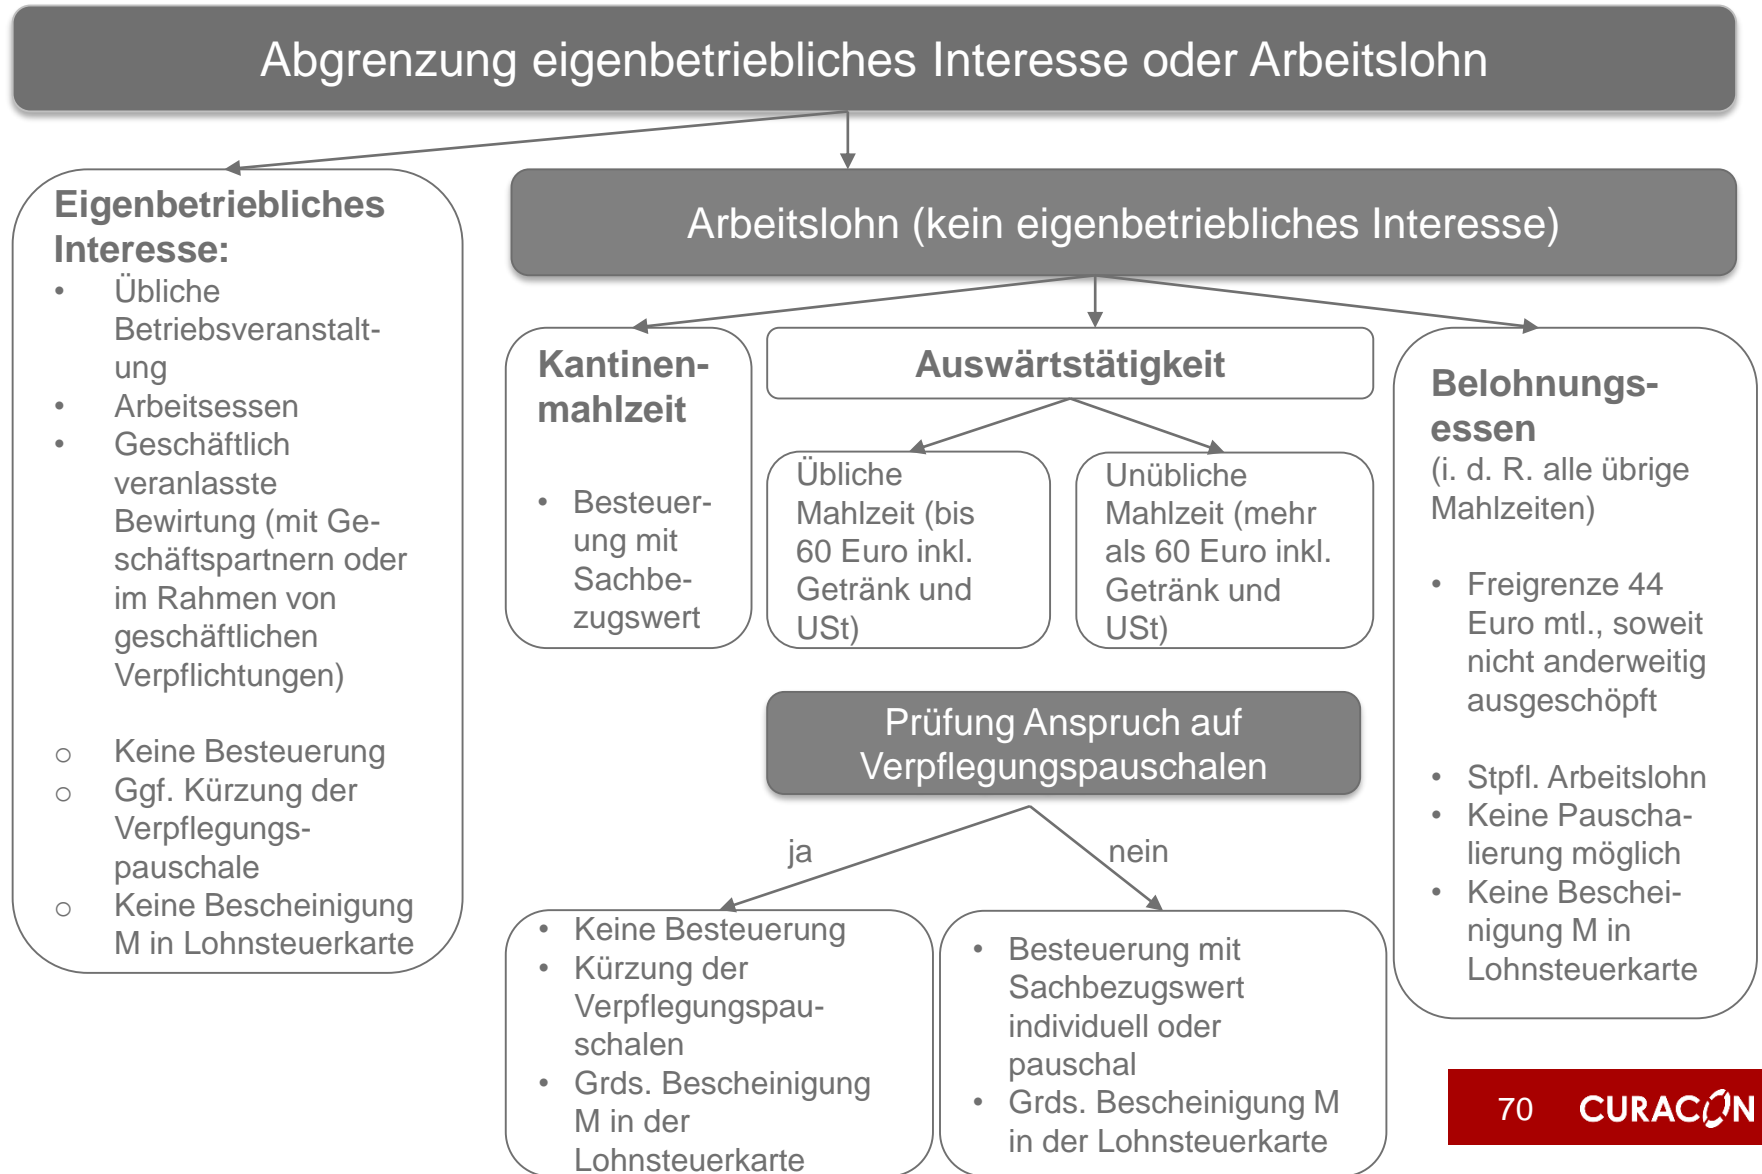 Abgrenzung eigenbetriebliches Interesse oder Arbeitslohn
Eigenbetriebliches
Interesse:
• Übliche
Betriebsveranstalt-
ung
• Arbeitsessen
• Geschäftlich
veranlasste
Bewirtung (mit Ge-
schäftspartnern oder
im Rahmen von
geschäftlichen
Verpflichtungen)
o Keine Besteuerung
o Ggf. Kürzung der
Verpflegungs-
pauschale
o Keine Bescheinigung
M in Lohnsteuerkarte
Arbeitslohn (kein eigenbetriebliches Interesse)
Kantinen-
mahlzeit
• Besteuer-
ung mit
Sachbe-
zugswert
Auswärtstätigkeit
Übliche
Mahlzeit (bis
60 Euro inkl.
Getränk und
USt)
Unübliche
Mahlzeit (mehr
als 60 Euro inkl.
Getränk und
USt)
Prüfung Anspruch auf
Verpflegungspauschalen
ja
nein
• Keine Besteuerung
• Kürzung der
Verpflegungspau-
schalen
• Grds. Bescheinigung
M in der
Lohnsteuerkarte
• Besteuerung mit
Sachbezugswert
individuell oder
pauschal
• Grds. Bescheinigung M
in der Lohnsteuerkarte
Belohnungs-
essen
(i. d. R. alle übrige
Mahlzeiten)
• Freigrenze 44
Euro mtl., soweit
nicht anderweitig
ausgeschöpft
• Stpfl. Arbeitslohn
• Keine Pauscha-
lierung möglich
• Keine Beschei-
nigung M in
Lohnsteuerkarte
70 CURACON